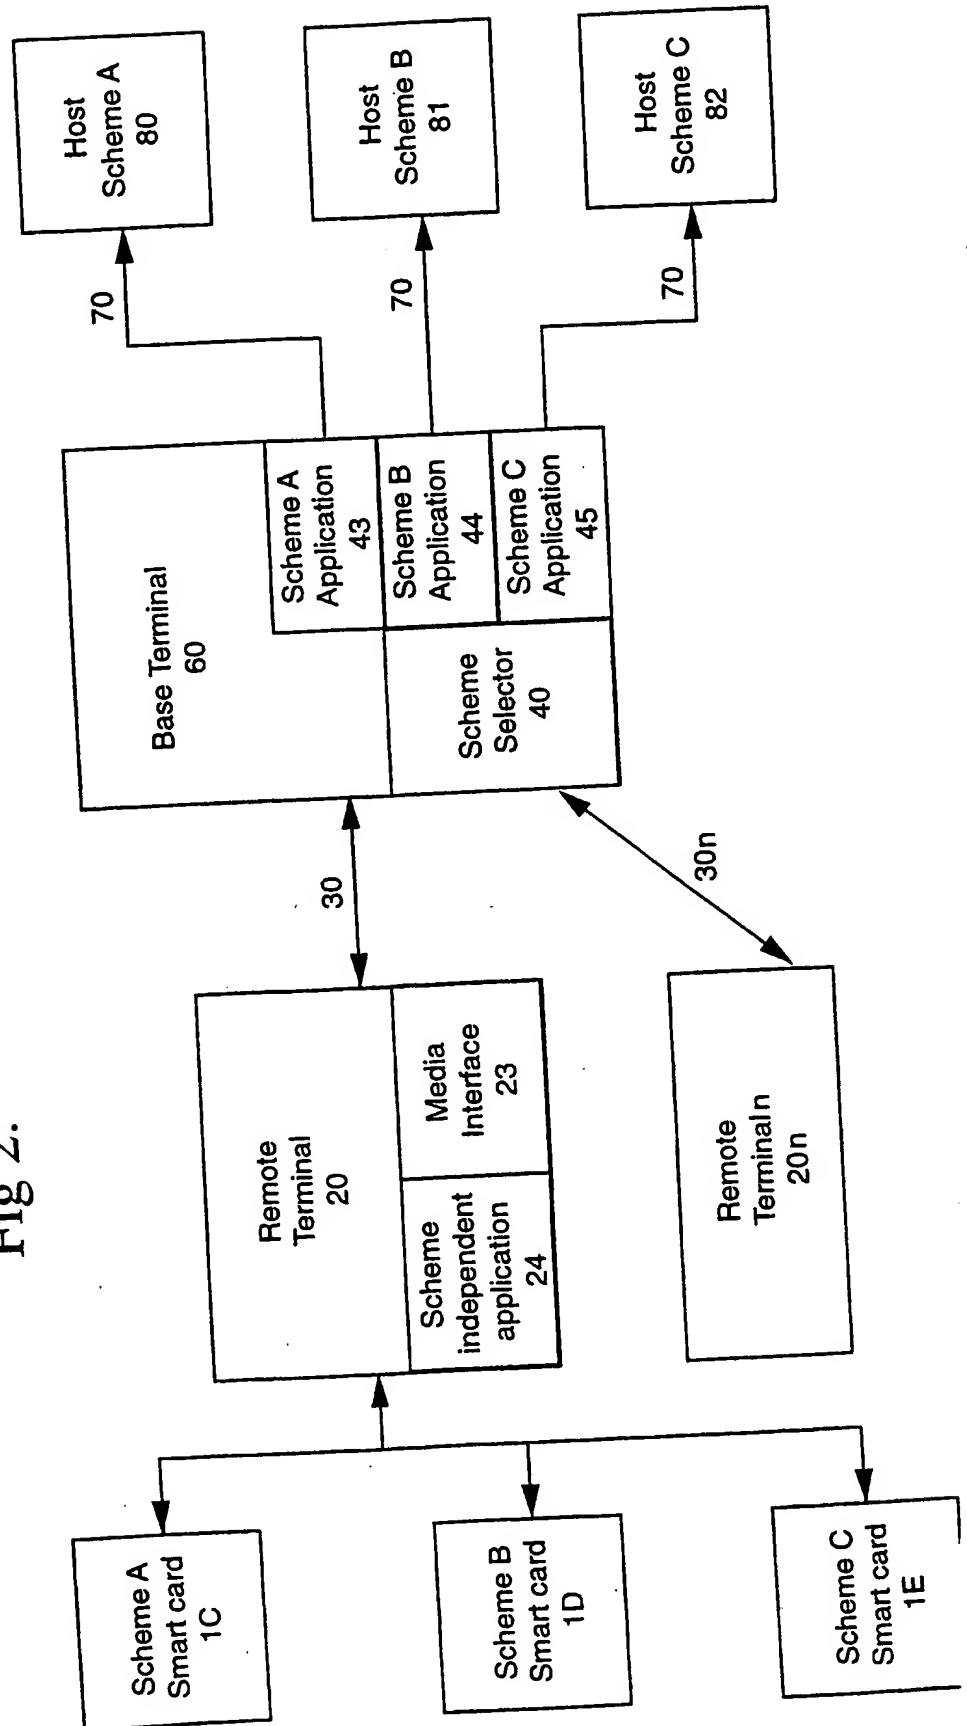 Fig 2.
Scheme A
Smart card
1C
Scheme B
Smart card
1D
Scheme C
Smart card
1E
Remote
Terminal
20
Scheme
independent
application
24
Media
Interface
23
Remote
Terminal n
20n
30
30n
Base Terminal
60
Scheme
Selector
40
Scheme A
Application
43
Scheme B
Application
44
Scheme C
Application
45
70
70
70
Host
Scheme A
80
Host
Scheme B
81
Host
Scheme C
82